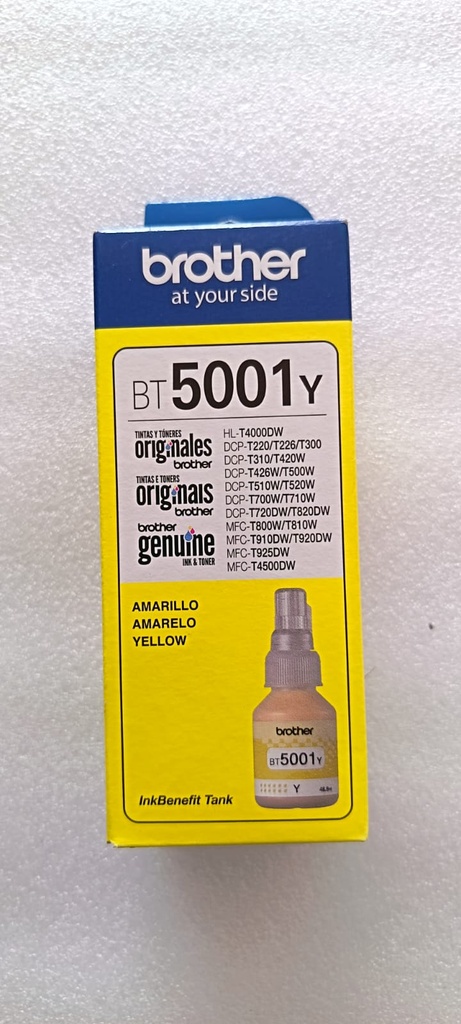 brother
at your side
BT5001Y
TINTAS Y TÓNERES
originales
brother
TINTAS E TONERS
originais
brother
brother
genuine
INK & TONER
HL-T4000DW
DCP-T220/T226/T300
DCP-T310/T420W
DCP-T426W/T500W
DCP-T510W/T520W
DCP-T700W/T710W
DCP-T720DW/T820DW
MFC-T800W/T810W
MFC-T910DW/T920DW
MFC-T925DW
MFC-T4500DW
AMARILLO
AMARELO
YELLOW
brother
BT5001Y
Y
InkBenefit Tank